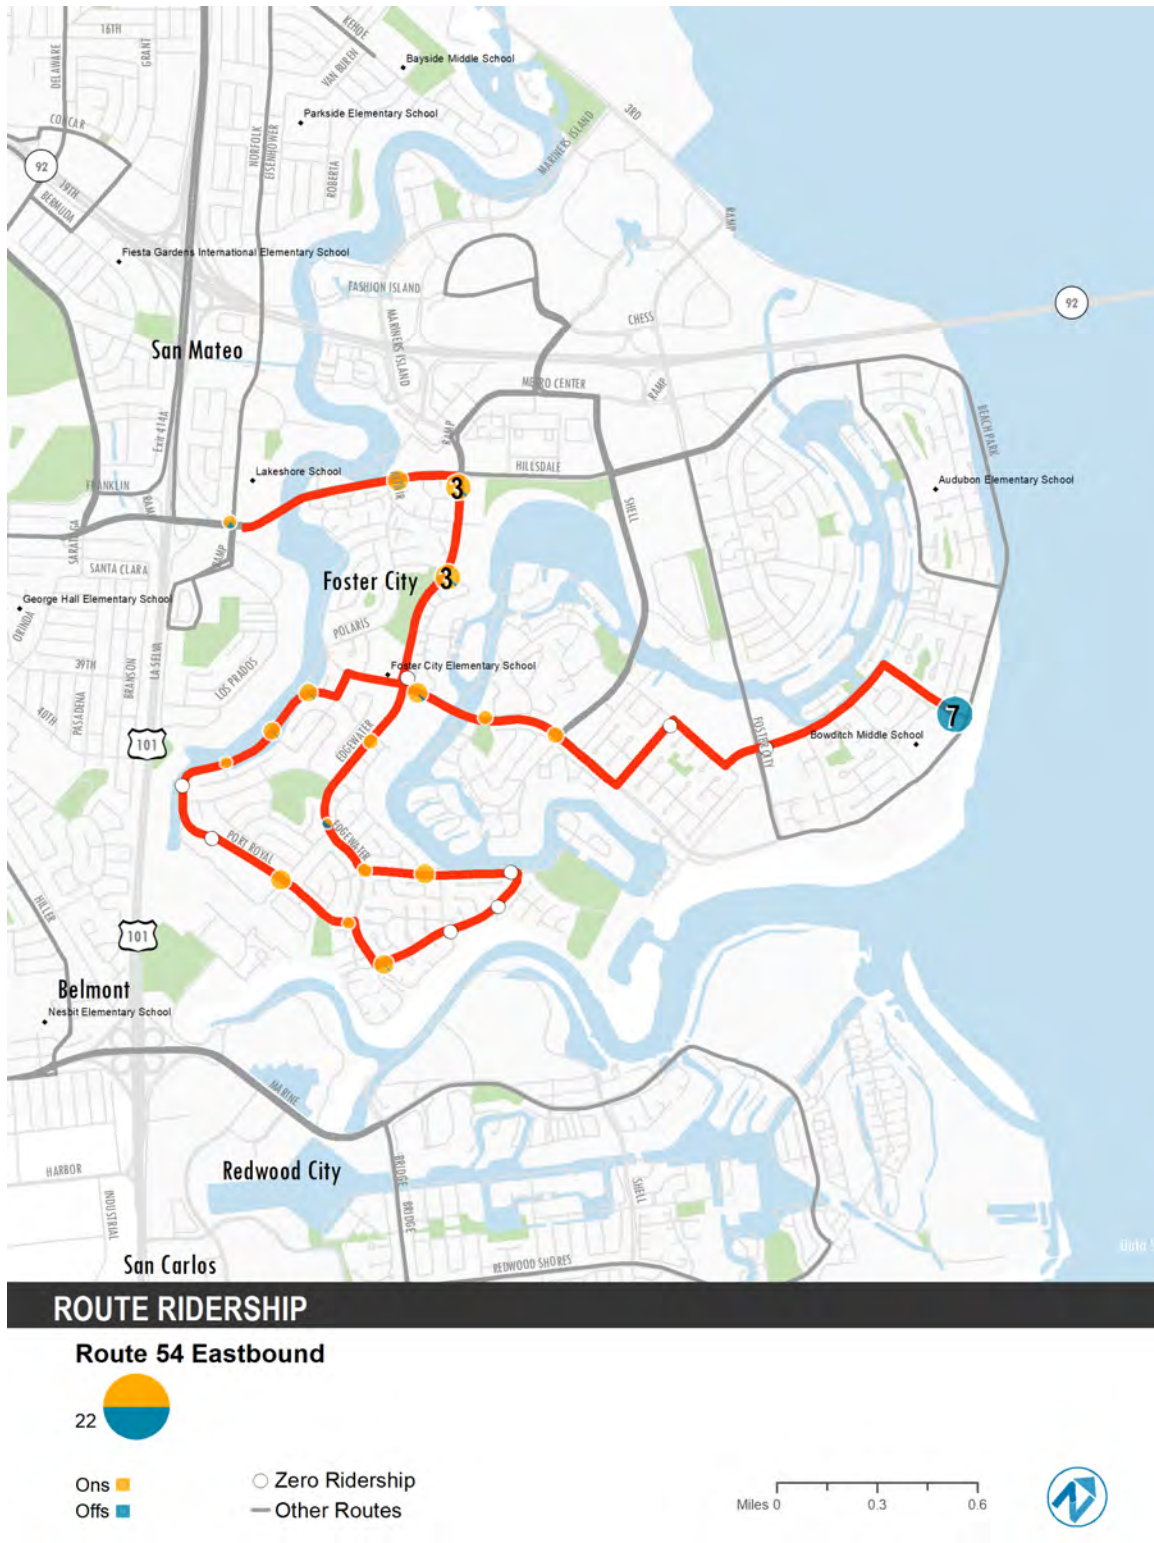 16TH
KEHOE
DELAWARE
GRANT
VAN BUREN
Bayside Middle School
Parkside Elementary School
3RD
CONCAR
MARINERS ISLAND
NORFOLK
EISENHOWER
ROBERTA
92
19TH
BERMUDA
RAMP
Fiesta Gardens International Elementary School
FASHION ISLAND
92
CHESS
MARINERS ISLAND
San Mateo
METRO CENTER
RAMP
Exit 414A
RAMP
BEACH PARK
Lakeshore School
HILLSDALE
FRANKLIN
ALTAIR
3
Audubon Elementary School
RAMP
SHELL
SARATOGA
RAMP
SANTA CLARA
Foster City
3
George Hall Elementary School
ORINDA
POLARIS
39TH
BRANSON
LA SELVA
LOS PRADOS
Foster City Elementary School
PASADENA
40TH
7
EDGEWATER
FOSTER CITY
Bowditch Middle School
101
EDGEWATER
PORT ROYAL
HILLER
101
Belmont
Nesbit Elementary School
MARINE
HARBOR
Redwood City
BRIDGE
SHELL
INDUSTRIAL
BRIDGE
San Carlos
REDWOOD SHORES
ROUTE RIDERSHIP
Route 54 Eastbound
22
Ons
Zero Ridership
Offs
Other Routes
Miles 0 0.3 0.6